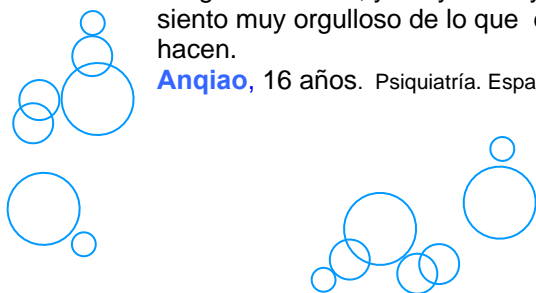 siento muy orgulloso de lo que
hacen.
Anqiao, 16 años. Psiquiatría. Espa